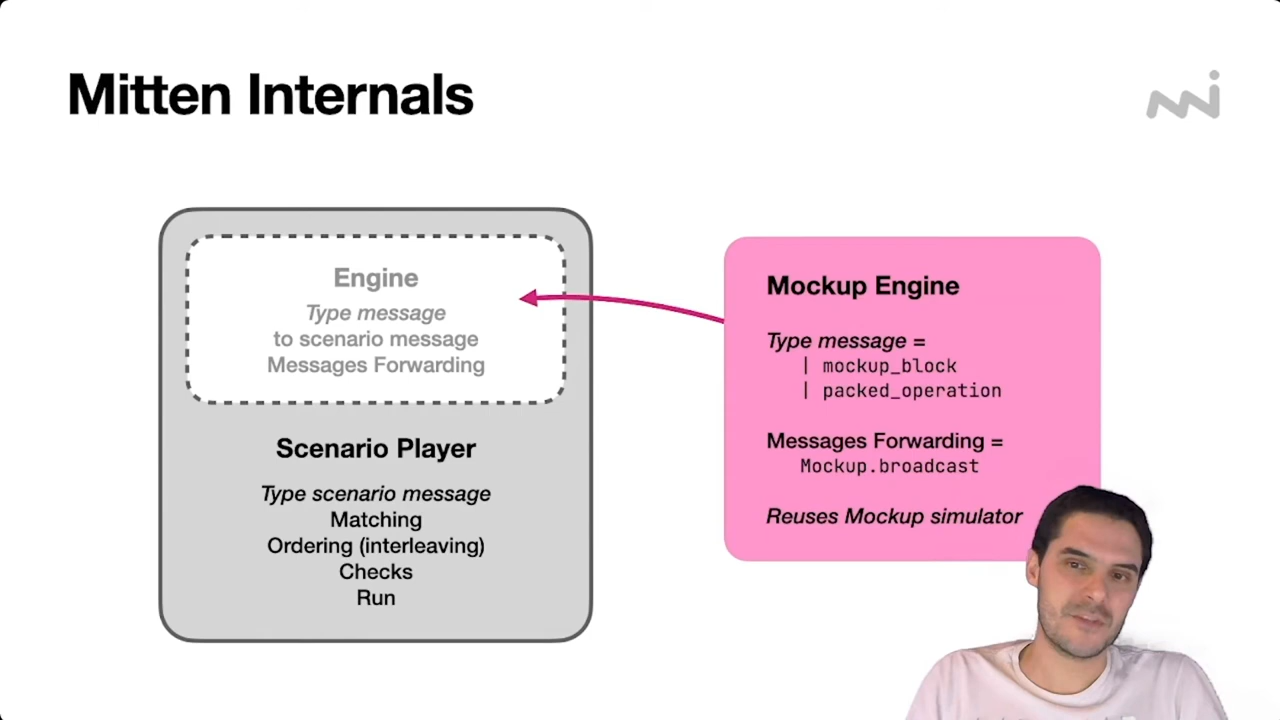 Mitten Internals
Engine
Type message
to scenario message
Messages Forwarding
Scenario Player
Type scenario message
Matching
Ordering (interleaving)
Checks
Run
Mockup Engine
Type message =
| mockup_block
| packed_operation
Messages Forwarding =
Mockup.broadcast
Reuses Mockup simulator